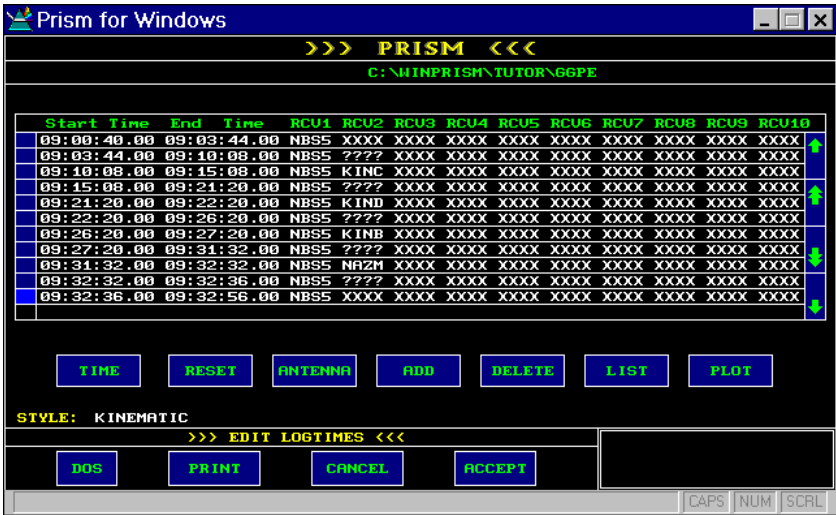 Prism for Windows
>>> PRISM <<<
C:\WINPRISM\TUTOR\GGPE
Start Time End Time RCV1 RCV2 RCV3 RCV4 RCV5 RCV6 RCV7 RCV8 RCV9 RCV10
09:00:40.00 09:03:44.00 NBS5 XXXX XXXX XXXX XXXX XXXX XXXX XXXX XXXX XXXX
09:03:44.00 09:10:08.00 NBS5 ???? XXXX XXXX XXXX XXXX XXXX XXXX XXXX XXXX
09:10:08.00 09:15:08.00 NBS5 KINC XXXX XXXX XXXX XXXX XXXX XXXX XXXX XXXX
09:15:08.00 09:21:20.00 NBS5 ???? XXXX XXXX XXXX XXXX XXXX XXXX XXXX XXXX
09:21:20.00 09:22:20.00 NBS5 KIND XXXX XXXX XXXX XXXX XXXX XXXX XXXX XXXX
09:22:20.00 09:26:20.00 NBS5 ???? XXXX XXXX XXXX XXXX XXXX XXXX XXXX XXXX
09:26:20.00 09:27:20.00 NBS5 KINB XXXX XXXX XXXX XXXX XXXX XXXX XXXX XXXX
09:27:20.00 09:31:32.00 NBS5 ???? XXXX XXXX XXXX XXXX XXXX XXXX XXXX XXXX
09:31:32.00 09:32:32.00 NBS5 NAZM XXXX XXXX XXXX XXXX XXXX XXXX XXXX XXXX
09:32:32.00 09:32:36.00 NBS5 ???? XXXX XXXX XXXX XXXX XXXX XXXX XXXX XXXX
09:32:36.00 09:32:56.00 NBS5 XXXX XXXX XXXX XXXX XXXX XXXX XXXX XXXX XXXX
TIME RESET ANTENNA ADD DELETE LIST PLOT
STYLE: KINEMATIC
>>> EDIT LOGTIMES <<<
DOS PRINT CANCEL ACCEPT
CAPS NUM SCRL